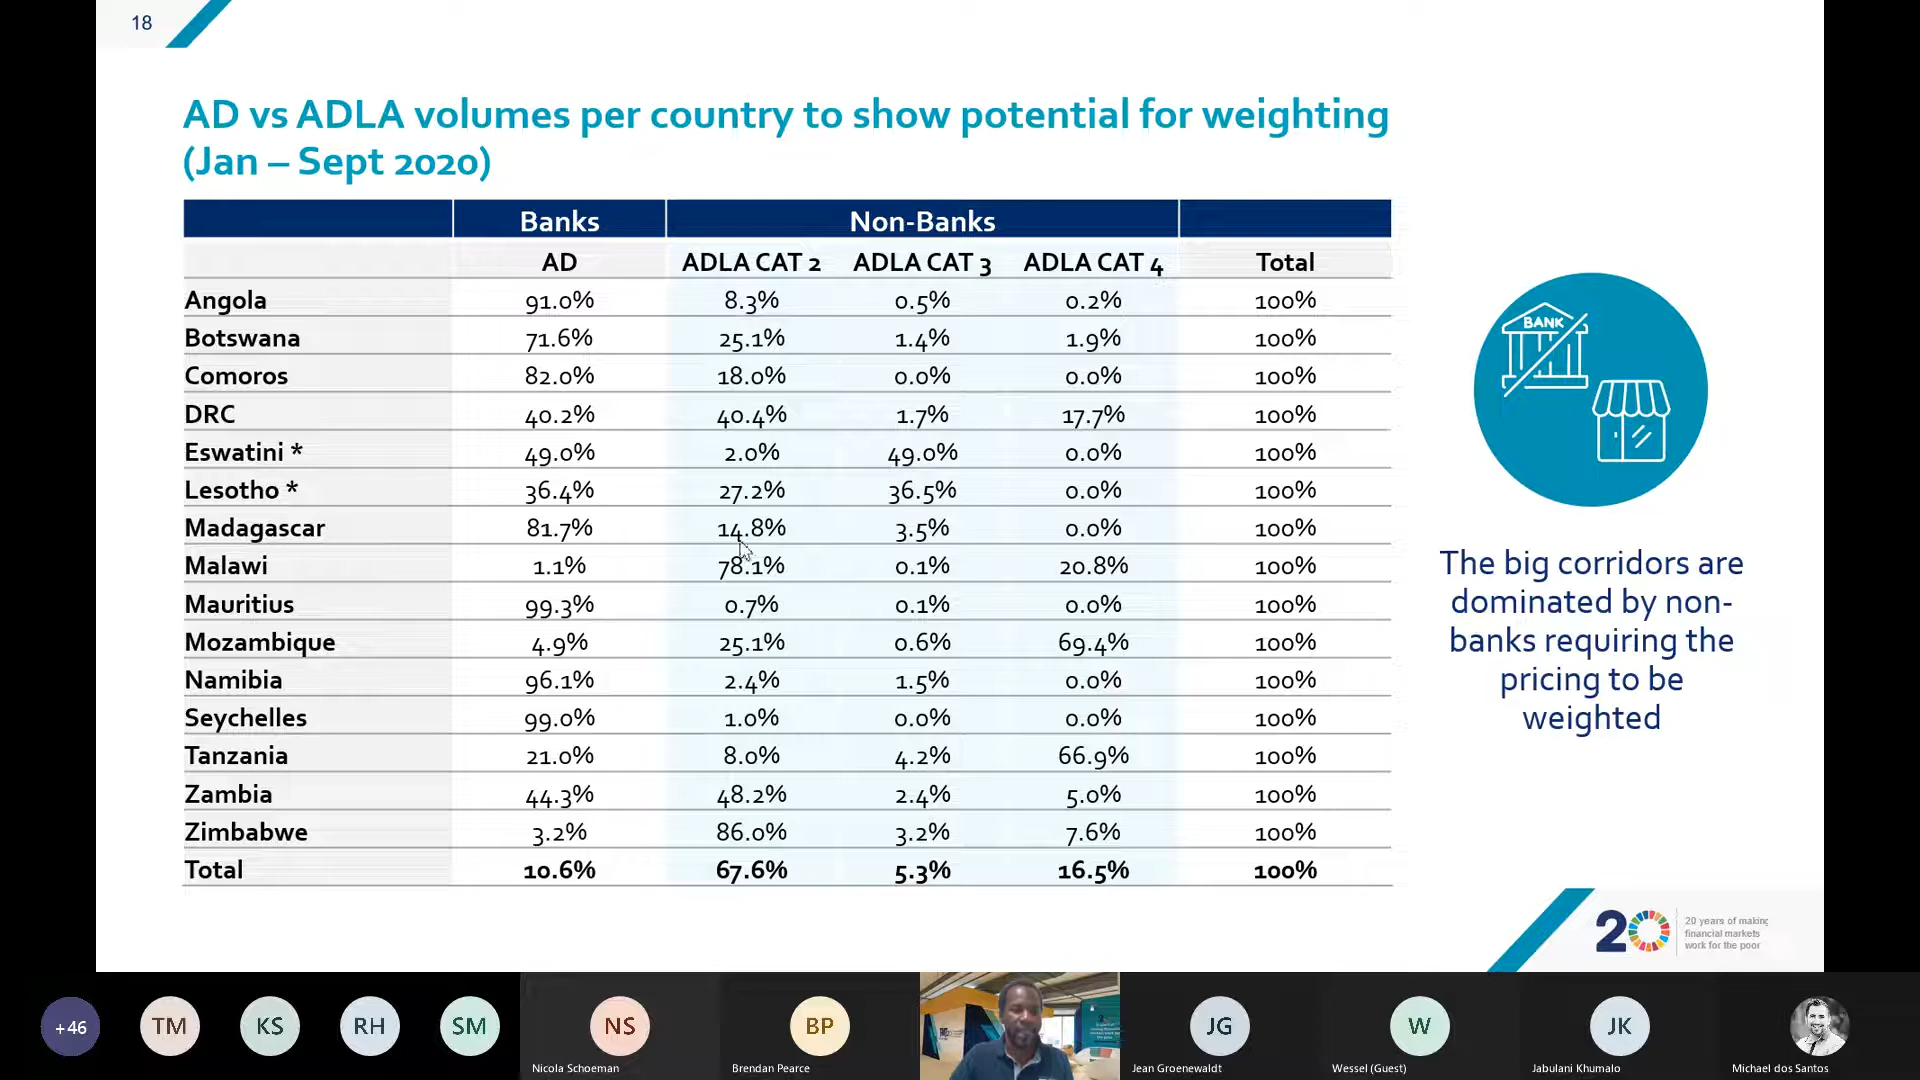 18
AD vs ADLA volumes per country to show potential for weighting
(Jan – Sept 2020)
Banks Non-Banks
AD ADLA CAT 2 ADLA CAT 3 ADLA CAT 4 Total
Angola 91.0% 8.3% 0.5% 0.2% 100%
Botswana 71.6% 25.1% 1.4% 1.9% 100%
Comoros 82.0% 18.0% 0.0% 0.0% 100%
DRC 40.2% 40.4% 1.7% 17.7% 100%
Eswatini * 49.0% 2.0% 49.0% 0.0% 100%
Lesotho * 36.4% 27.2% 36.5% 0.0% 100%
Madagascar 81.7% 14.8% 3.5% 0.0% 100%
Malawi 1.1% 78.1% 0.1% 20.8% 100%
Mauritius 99.3% 0.7% 0.1% 0.0% 100%
Mozambique 4.9% 25.1% 0.6% 69.4% 100%
Namibia 96.1% 2.4% 1.5% 0.0% 100%
Seychelles 99.0% 1.0% 0.0% 0.0% 100%
Tanzania 21.0% 8.0% 4.2% 66.9% 100%
Zambia 44.3% 48.2% 2.4% 5.0% 100%
Zimbabwe 3.2% 86.0% 3.2% 7.6% 100%
Total 10.6% 67.6% 5.3% 16.5% 100%
BANK
The big corridors are
dominated by non-
banks requiring the
pricing to be
weighted
20
20 years of making
financial markets
work for the poor
+46 TM KS RH SM NS BP JG W JK
Nicola Schoeman Brendan Pearce Jean Groenewaldt Wessel (Guest) Jabulani Khumalo Michael dos Santos